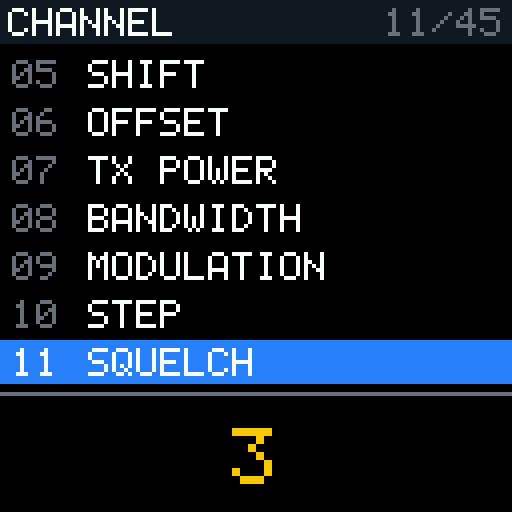 CHANNEL 11/45
05 SHIFT
06 OFFSET
07 TX POWER
08 BANDWIDTH
09 MODULATION
10 STEP
11 SQUELCH
3